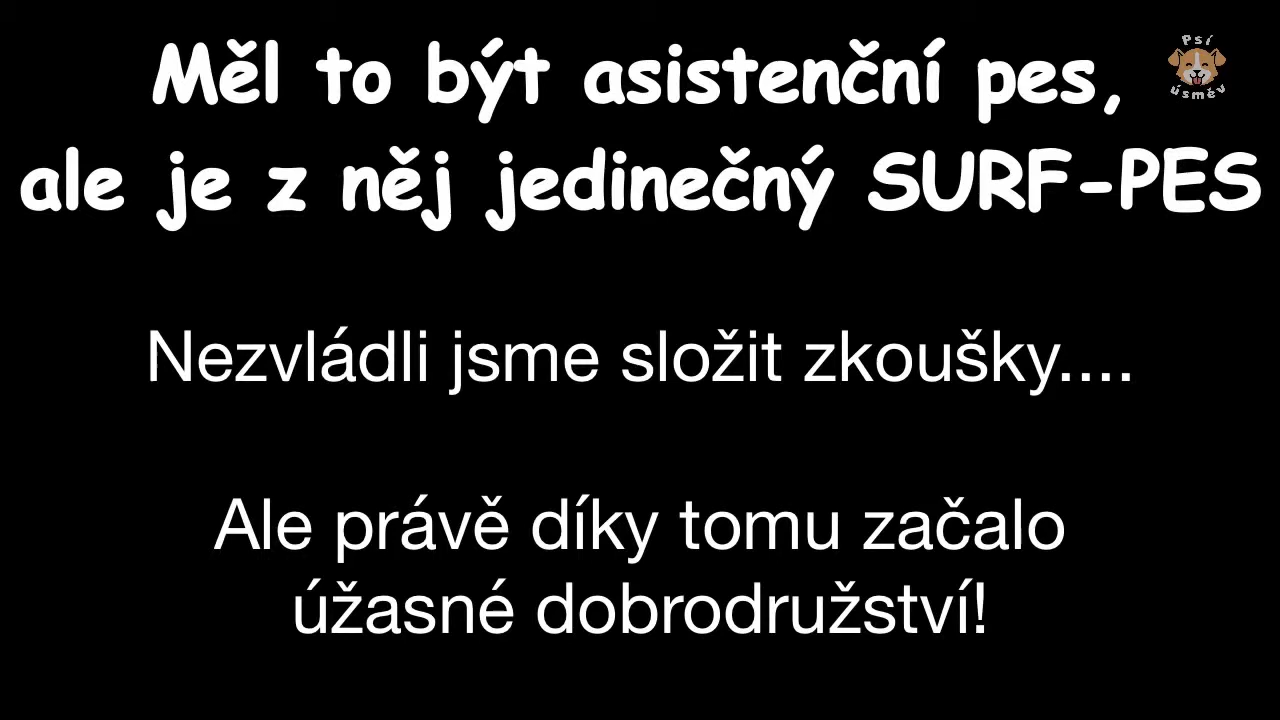 Měl to být asistenční pes,
ale je z něj jedinečný SURF-PES
Psí
úsměv
Nezvládli jsme složit zkoušky....
Ale právě díky tomu začalo
úžasné dobrodružství!